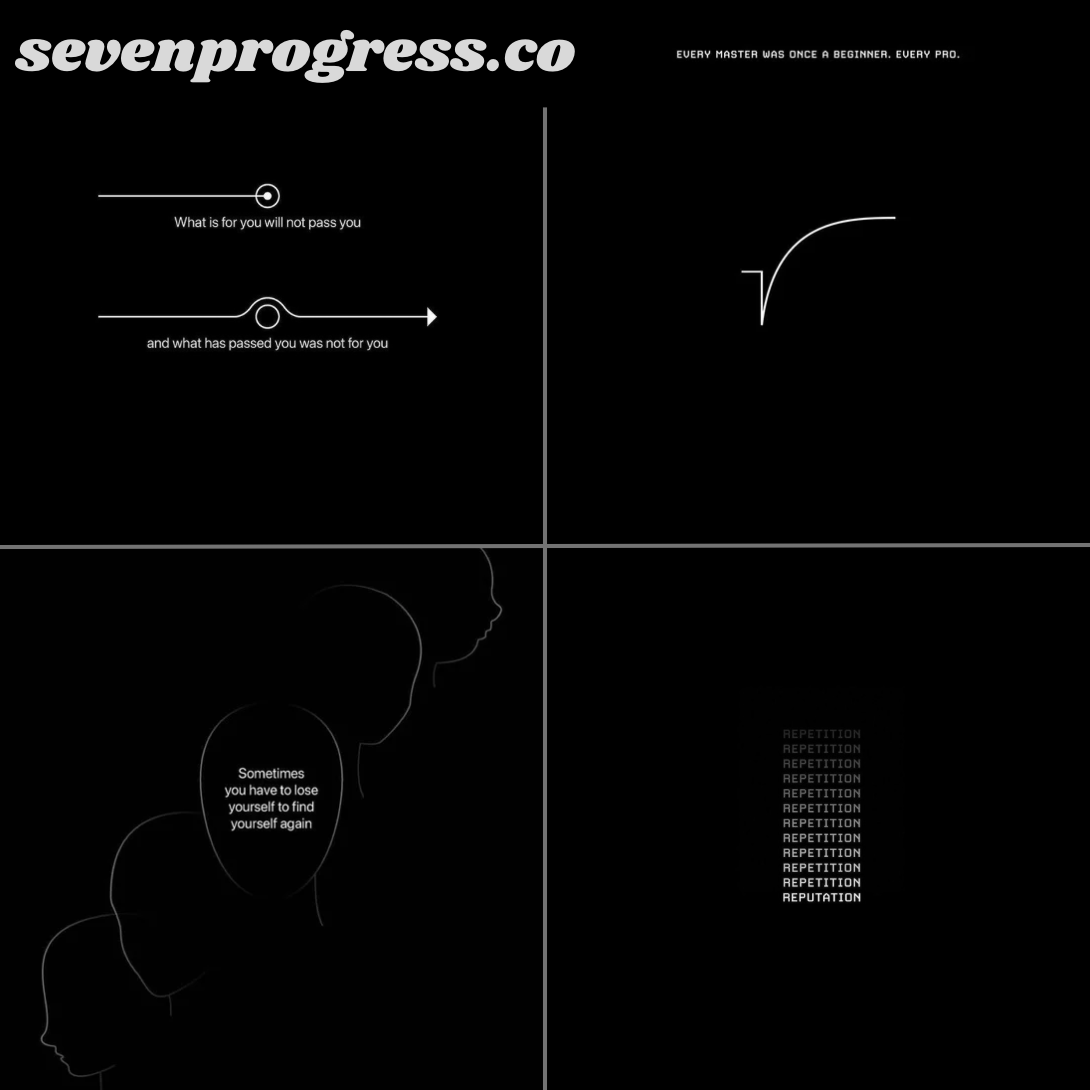 sevenprogress.co
EVERY MASTER WAS ONCE A BEGINNER. EVERY PRO.
What is for you will not pass you
and what has passed you was not for you
Sometimes
you have to lose
yourself to find
yourself again
REPETITION
REPETITION
REPETITION
REPETITION
REPETITION
REPETITION
REPETITION
REPETITION
REPETITION
REPETITION
REPETITION
REPUTATION